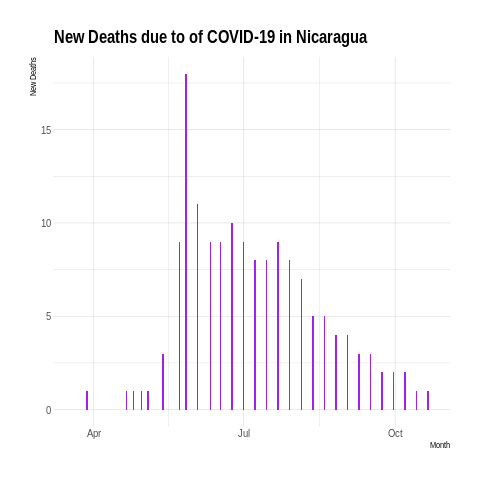 New Deaths due to of COVID-19 in Nicaragua
New Deaths
15
10
5
0
Apr
Jul
Oct
Month